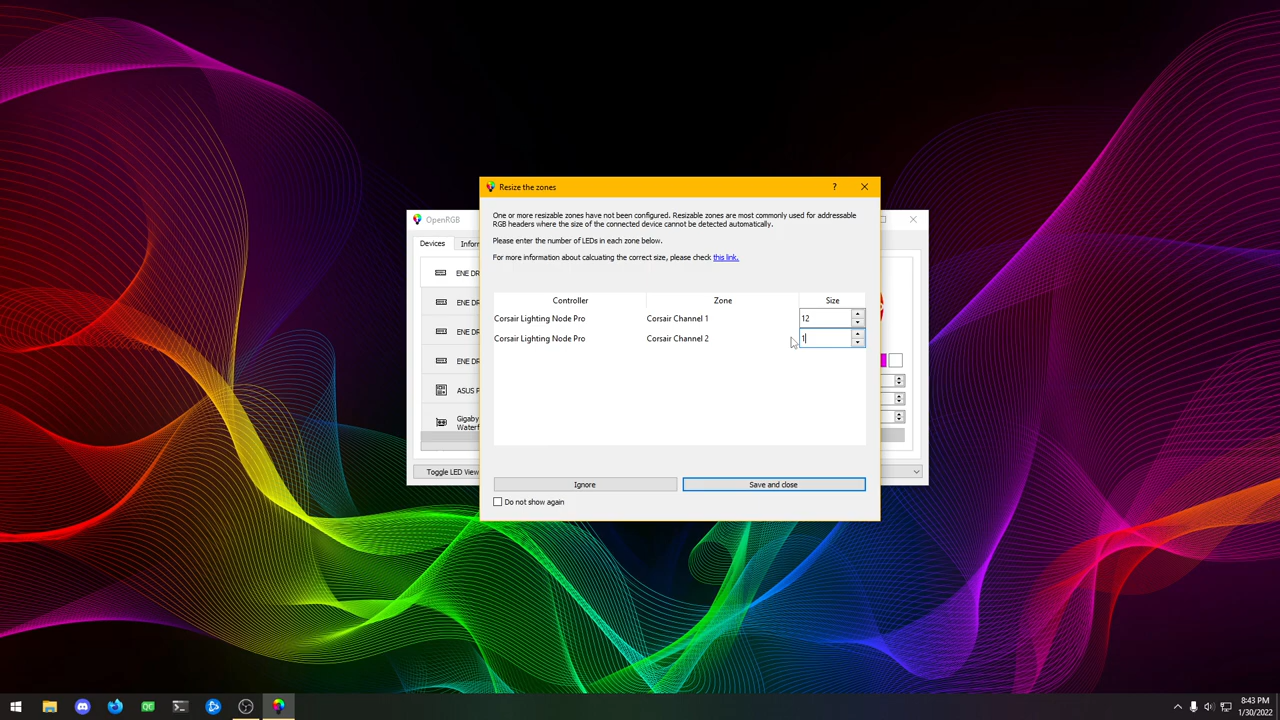 Resize the zones
?
One or more resizable zones have not been configured. Resizable zones are most commonly used for addressable
RGB headers where the size of the connected device cannot be detected automatically.
Please enter the number of LEDs in each zone below.
For more information about calcuating the correct size, please check this link.
Controller Zone Size
Corsair Lighting Node Pro Corsair Channel 1 12
Corsair Lighting Node Pro Corsair Channel 2 1
Ignore Save and close
Do not show again
OpenRGB
Devices Inform
ENE DR
ENE DR
ENE DR
ENE DR
ASUS
Gigaby
Waterf
Toggle LED View
8:43 PM
1/30/2022